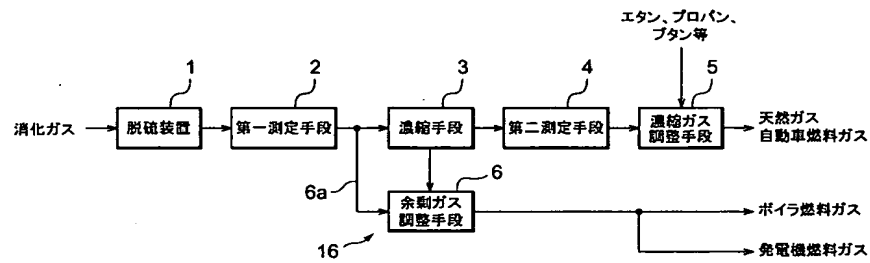 エタン、プロパン、
ブタン等
1
2
3
4
5
消化ガス
脱硫装置
第一測定手段
濃縮手段
第二測定手段
濃縮ガス
調整手段
天然ガス
自動車燃料ガス
6a
6
余剰ガス
調整手段
16
ボイラ燃料ガス
発電機燃料ガス